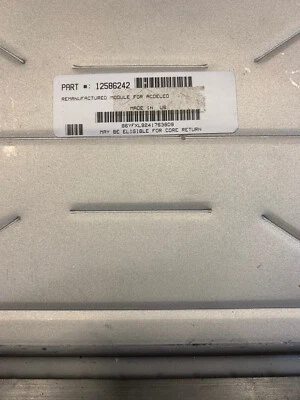 PART #: 12586242
REMANUFACTURED MODULE FOR ACDELCO
MADE IN US
MAY BE ELIGIBLE FOR CORE RETURN